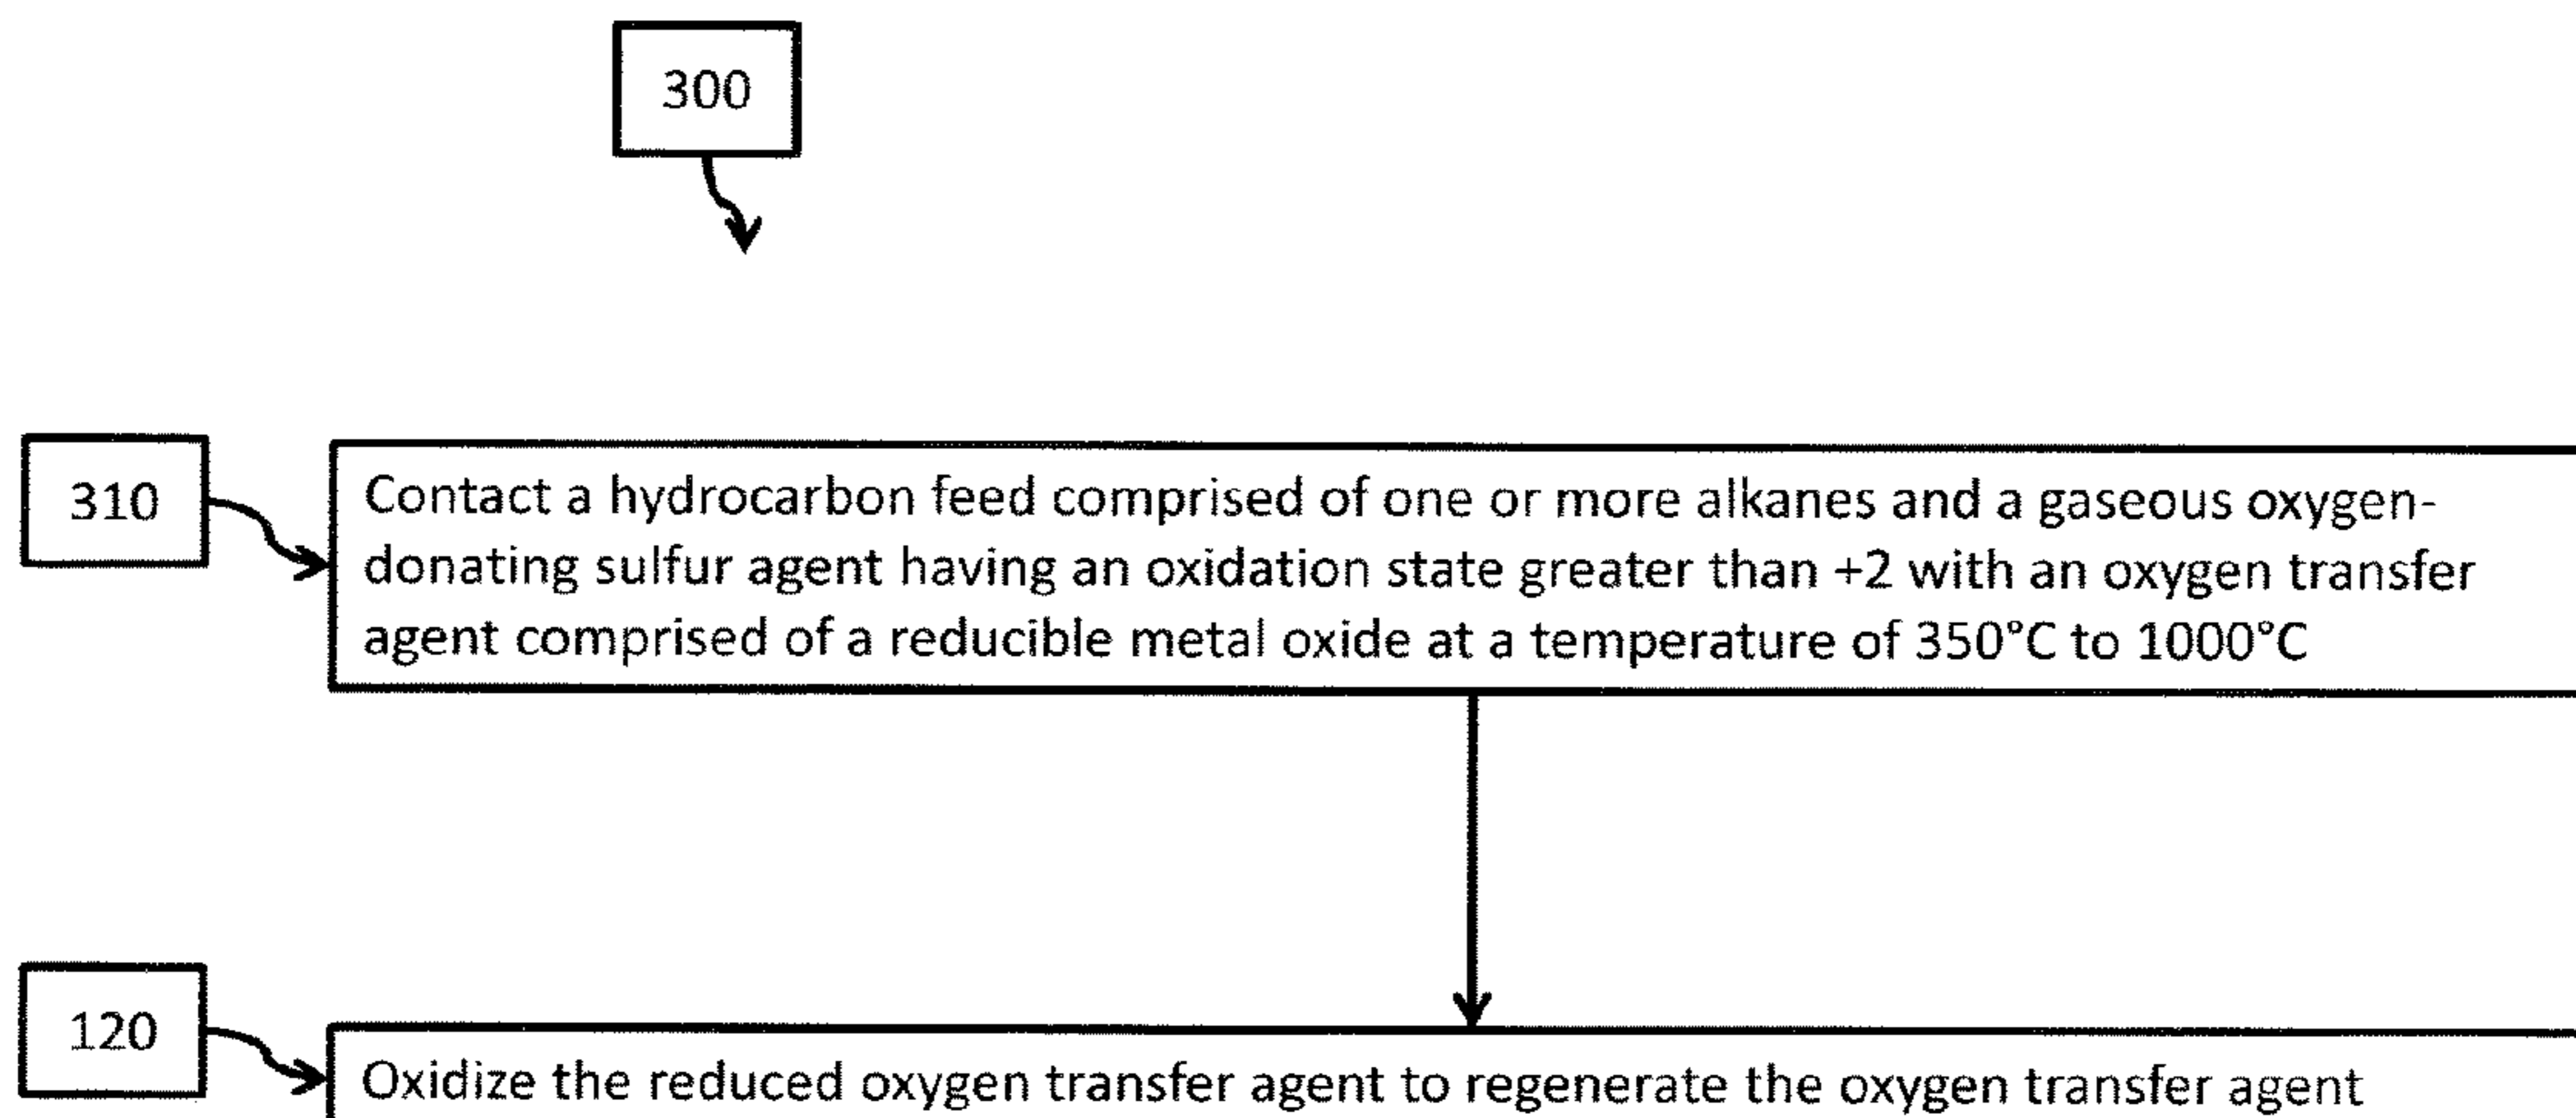 300
310
Contact a hydrocarbon feed comprised of one or more alkanes and a gaseous oxygen-
donating sulfur agent having an oxidation state greater than +2 with an oxygen transfer
agent comprised of a reducible metal oxide at a temperature of 350°C to 1000°C
120
Oxidize the reduced oxygen transfer agent to regenerate the oxygen transfer agent